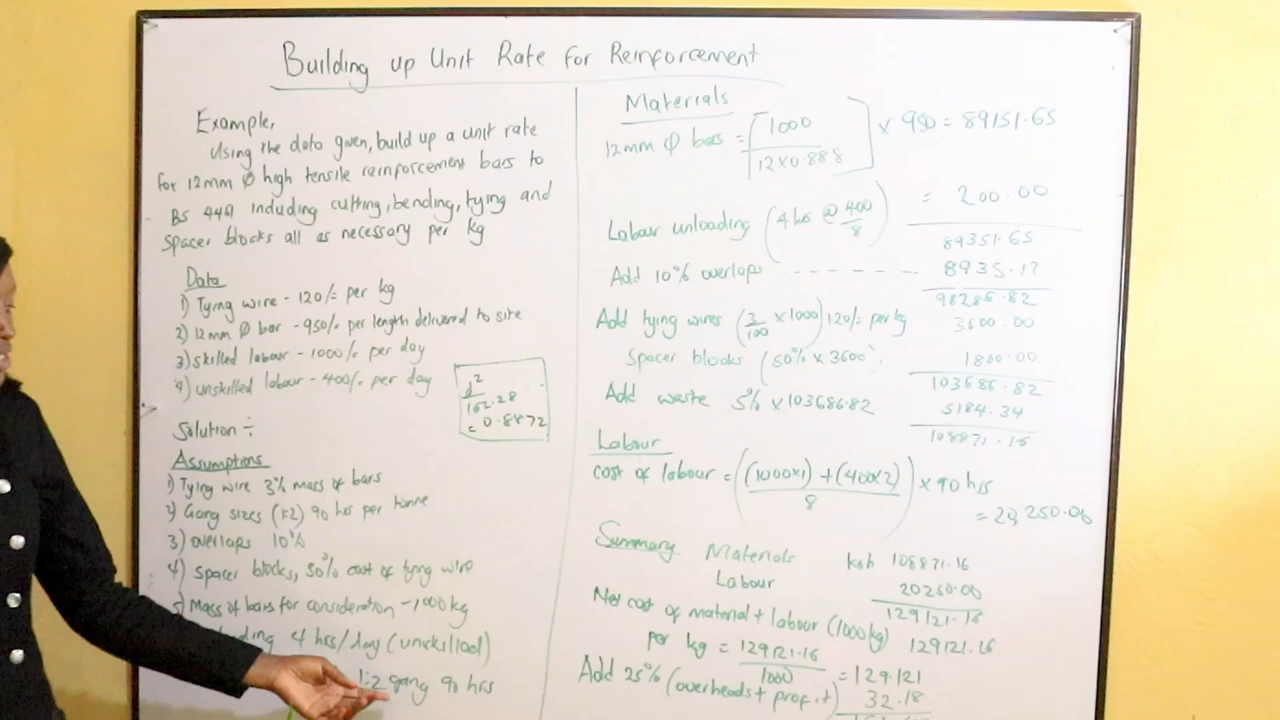 Building up Unit Rate for Reinforcement
Example,
Using the data given, build up a unit rate
for 12mm Ø high tensile reinforcement bars to
BS 4449 including cutting, bending, tying and
Spacer blocks all as necessary per kg
Data
1) Tying wire - 120/= per kg
2) 12mm Ø bar - 950/= per length delivered to site
3) skilled labour - 1000/= per day
4) unskilled labour - 400/= per day
d²
162.28
= 0.8872
Solution ÷
Assumptions
1) Tying wire 3% mass of bars
2) Gang sizes (1:2) 90 hrs per tonne
3) overlaps 10%
4) spacer blocks, 50% cost of tying wire
5) Mass of bars for consideration - 1000kg
4 hrs/day (unskilled)
1:2 gang 90 hrs
Materials
12mm Ø bars = [1000 / 12x0.888] x 950 = 89151.65
Labour unloading (4 hrs @ 400/8) = 200.00
89351.65
Add 10% overlaps - - - - - - - 8935.17
98286.82
Add tying wires (3/100 x 1000) 120/= per kg 3600.00
Spacer blocks (50% x 3600) 1800.00
103686.82
Add waste 5% x 103686.82 5184.34
108871.16
Labour
cost of labour = ((1000x1) + (400x2) / 8) x 90 hrs
= 20,250.00
Summary Materials ksh 108871.16
Labour 20250.00
129121.16
Net cost of material + labour (1000kg) 129121.16
per kg = 129121.16 / 1000 = 129.121
Add 25% (overheads + profit) 32.18